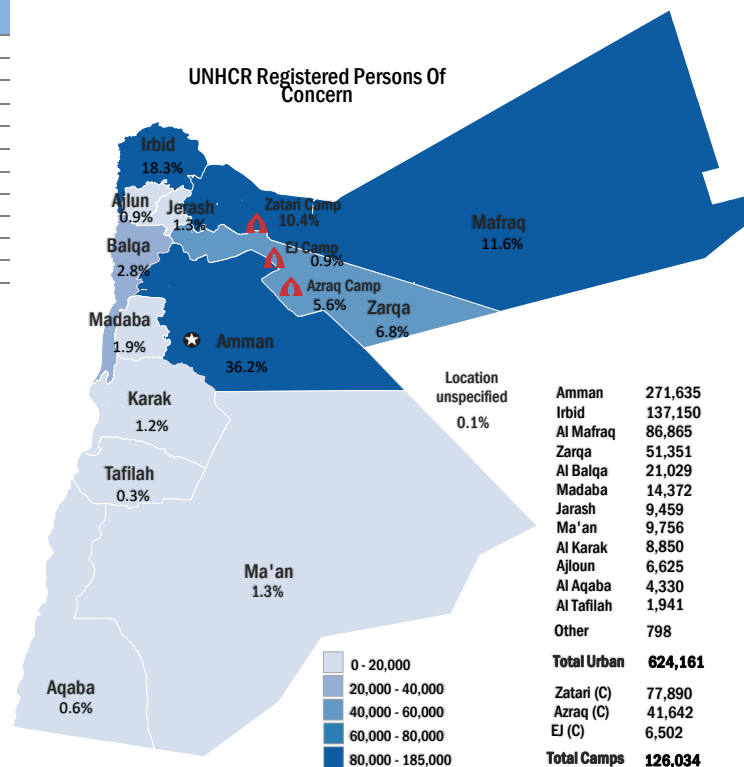 UNHCR Registered Persons Of
Concern
Irbid
18.3%
Ajlun
0.9%
Jerash
1.3%
Zatari Camp
10.4%
Mafraq
11.6%
Balqa
2.8%
EJ Camp
0.9%
Azraq Camp
5.6%
Zarqa
6.8%
Madaba
1.9%
Amman
36.2%
Karak
1.2%
Location
unspecified
0.1%
Tafilah
0.3%
Ma'an
1.3%
Aqaba
0.6%
0 - 20,000
20,000 - 40,000
40,000 - 60,000
60,000 - 80,000
80,000 - 185,000
Amman 271,635
Irbid 137,150
Al Mafraq 86,865
Zarqa 51,351
Al Balqa 21,029
Madaba 14,372
Jarash 9,459
Ma'an 9,756
Al Karak 8,850
Ajloun 6,625
Al Aqaba 4,330
Al Tafilah 1,941
Other 798
Total Urban 624,161
Zatari (C) 77,890
Azraq (C) 41,642
EJ (C) 6,502
Total Camps 126,034